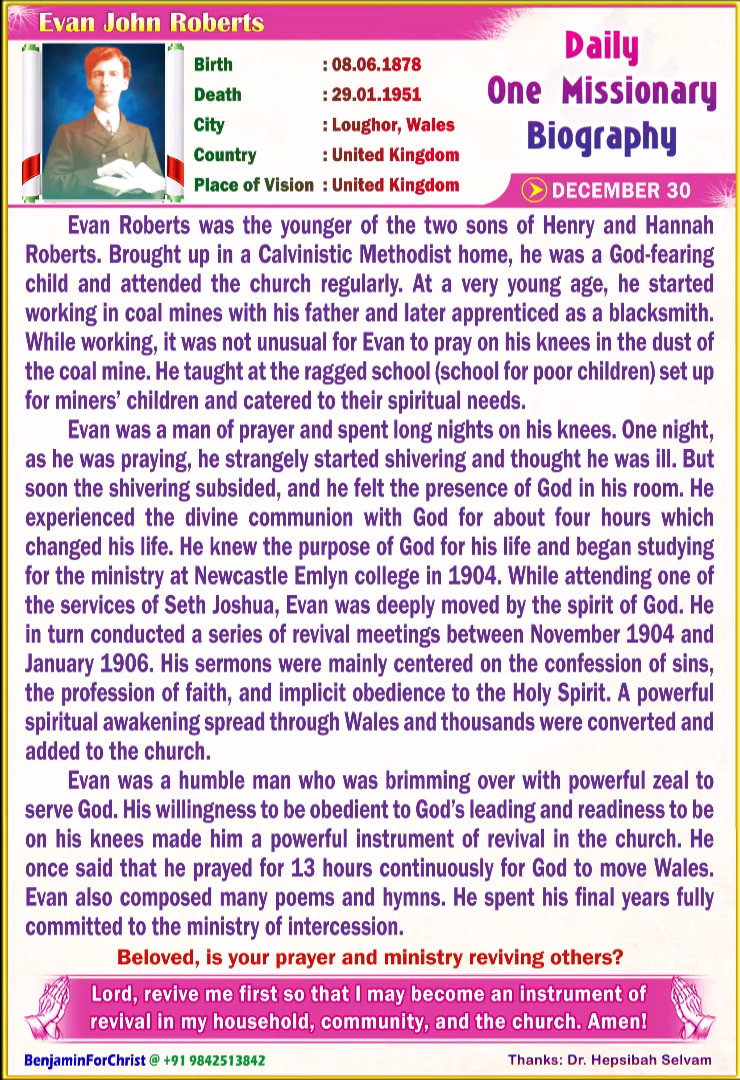 Evan John Roberts
Birth : 08.06.1878
Death : 29.01.1951
City : Loughor, Wales
Country : United Kingdom
Place of Vision : United Kingdom
Daily
One Missionary
Biography
DECEMBER 30
Evan Roberts was the younger of the two sons of Henry and Hannah
Roberts. Brought up in a Calvinistic Methodist home, he was a God-fearing
child and attended the church regularly. At a very young age, he started
working in coal mines with his father and later apprenticed as a blacksmith.
While working, it was not unusual for Evan to pray on his knees in the dust of
the coal mine. He taught at the ragged school (school for poor children) set up
for miners' children and catered to their spiritual needs.
Evan was a man of prayer and spent long nights on his knees. One night,
as he was praying, he strangely started shivering and thought he was ill. But
soon the shivering subsided, and he felt the presence of God in his room. He
experienced the divine communion with God for about four hours which
changed his life. He knew the purpose of God for his life and began studying
for the ministry at Newcastle Emlyn college in 1904. While attending one of
the services of Seth Joshua, Evan was deeply moved by the spirit of God. He
in turn conducted a series of revival meetings between November 1904 and
January 1906. His sermons were mainly centered on the confession of sins,
the profession of faith, and implicit obedience to the Holy Spirit. A powerful
spiritual awakening spread through Wales and thousands were converted and
added to the church.
Evan was a humble man who was brimming over with powerful zeal to
serve God. His willingness to be obedient to God's leading and readiness to be
on his knees made him a powerful instrument of revival in the church. He
once said that he prayed for 13 hours continuously for God to move Wales.
Evan also composed many poems and hymns. He spent his final years fully
committed to the ministry of intercession.
Beloved, is your prayer and ministry reviving others?
Lord, revive me first so that I may become an instrument of
revival in my household, community, and the church. Amen!
BenjaminForChrist @ +91 9842513842
Thanks: Dr. Hepsibah Selvam